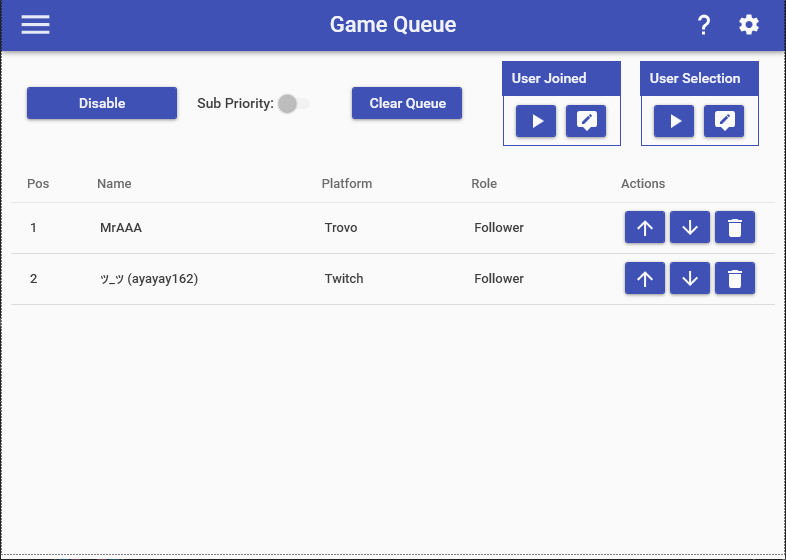 Game Queue
Disable
Sub Priority:
Clear Queue
User Joined
User Selection
Pos Name Platform Role Actions
1 MrAAA Trovo Follower
2 ツ_ツ (ayayay162) Twitch Follower